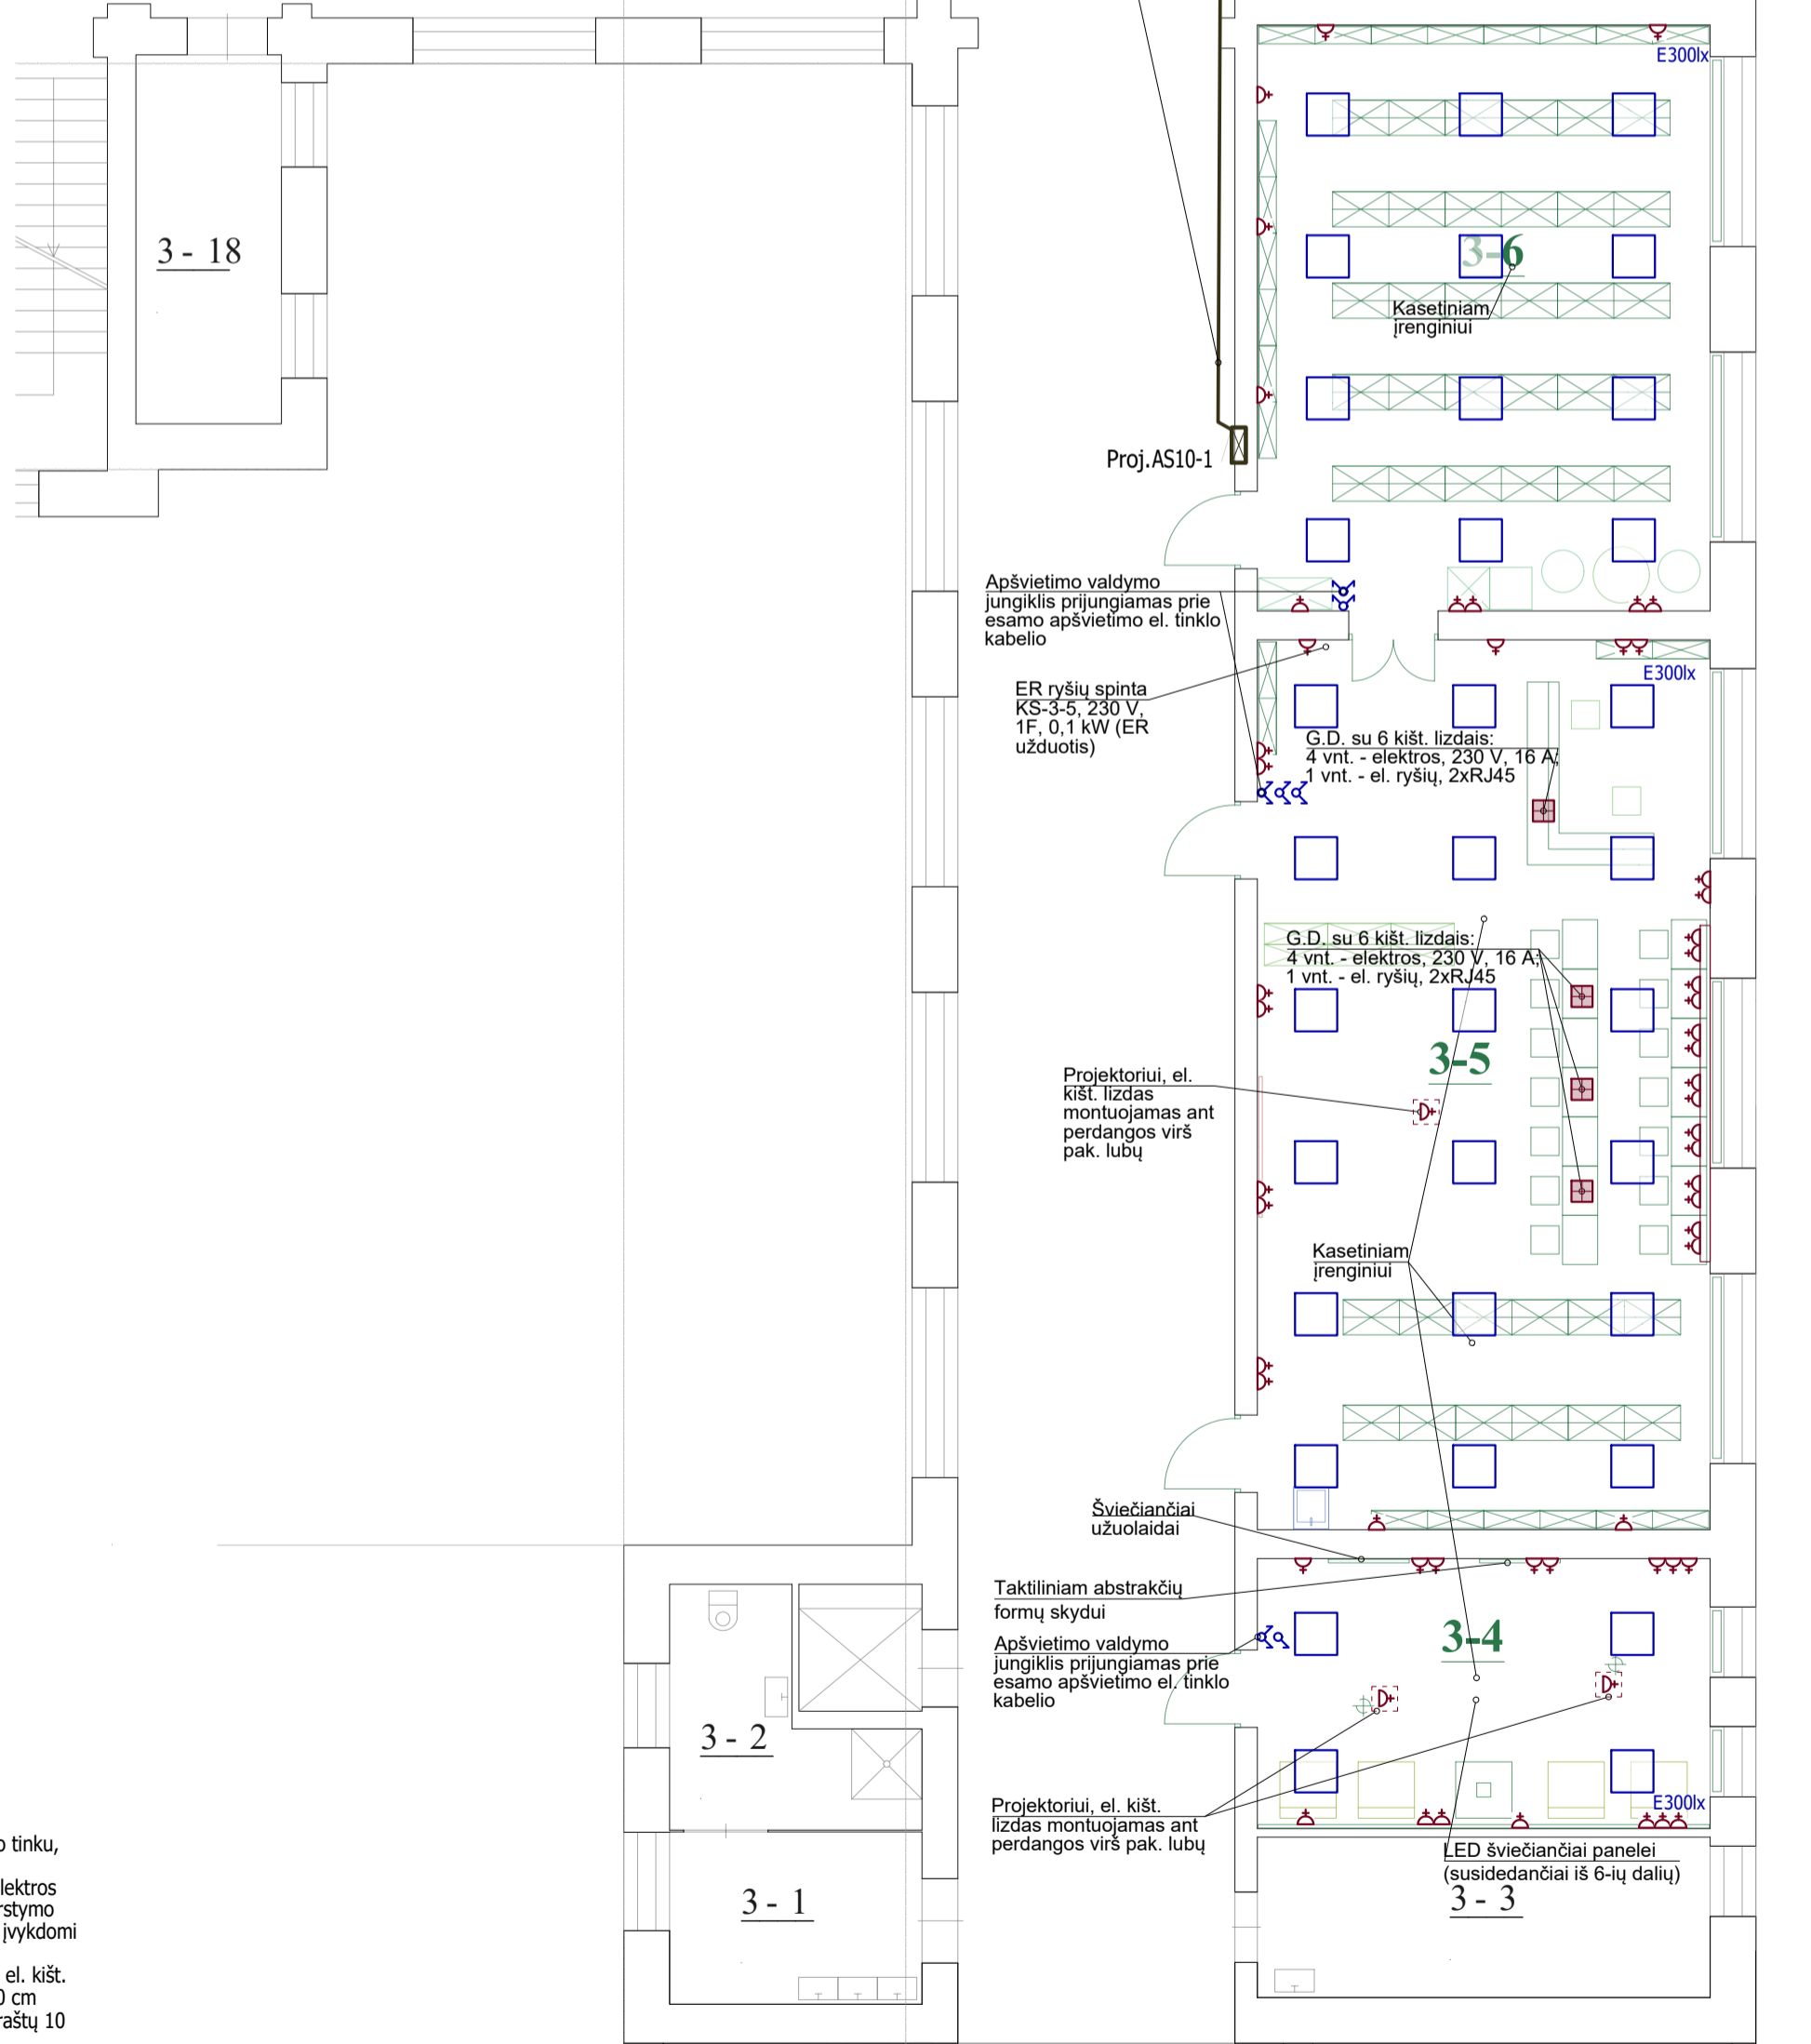 E300lx
3 - 18
3-6
Kasetiniam
įrenginiui
Proj.AS10-1
Apšvietimo valdymo
jungiklis prijungiamas prie
esamo apšvietimo el. tinklo
kabelio
E300lx
ER ryšių spinta
KS-3-5, 230 V,
1F, 0,1 kW (ER
užduotis)
G.D. su 6 kišt. lizdais:
4 vnt. - elektros, 230 V, 16 A;
1 vnt. - el. ryšių, 2xRJ45
G.D. su 6 kišt. lizdais:
4 vnt. - elektros, 230 V, 16 A;
1 vnt. - el. ryšių, 2xRJ45
3-5
Projektoriui, el.
kišt. lizdas
montuojamas ant
perdangos virš
pak. lubų
Kasetiniam
įrenginiui
Šviečiančiai
užuolaidai
Taktiliniam abstrakčių
formų skydui
3-4
Apšvietimo valdymo
jungiklis prijungiamas prie
esamo apšvietimo el. tinklo
kabelio
3 - 2
Projektoriui, el. kišt.
lizdas montuojamas ant
perdangos virš pak. lubų
E300lx
LED šviečiančiai panelei
(susidedančiai iš 6-ių dalių)
3 - 3
3 - 1
o tinku,
lektros
rstymo
įvykdomi
el. kišt.
0 cm
raštų 10